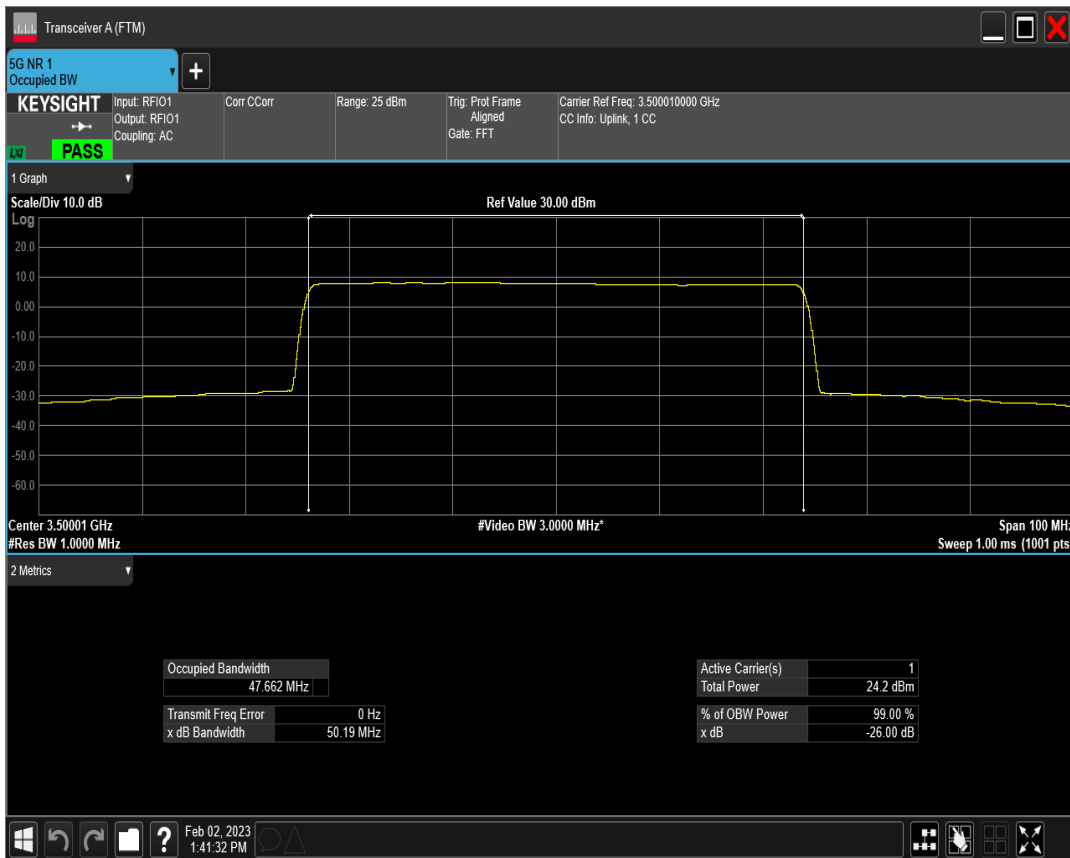 Transceiver A (FTM)
5G NR 1
Occupied BW
+
KEYSIGHT
LXI
PASS
Input: RFIO1
Output: RFIO1
Coupling: AC
Corr CCorr
Range: 25 dBm
Trig: Prot Frame
Aligned
Gate: FFT
Carrier Ref Freq: 3.500010000 GHz
CC Info: Uplink, 1 CC
1 Graph
Scale/Div 10.0 dB
Ref Value 30.00 dBm
Log
20.0
10.0
0.00
-10.0
-20.0
-30.0
-40.0
-50.0
-60.0
Center 3.50001 GHz
#Video BW 3.0000 MHz*
Span 100 MHz
#Res BW 1.0000 MHz
Sweep 1.00 ms (1001 pts
2 Metrics
Occupied Bandwidth
47.662 MHz
Transmit Freq Error 0 Hz
x dB Bandwidth 50.19 MHz
Active Carrier(s) 1
Total Power 24.2 dBm
% of OBW Power 99.00 %
x dB -26.00 dB
?
Feb 02, 2023
1:41:32 PM